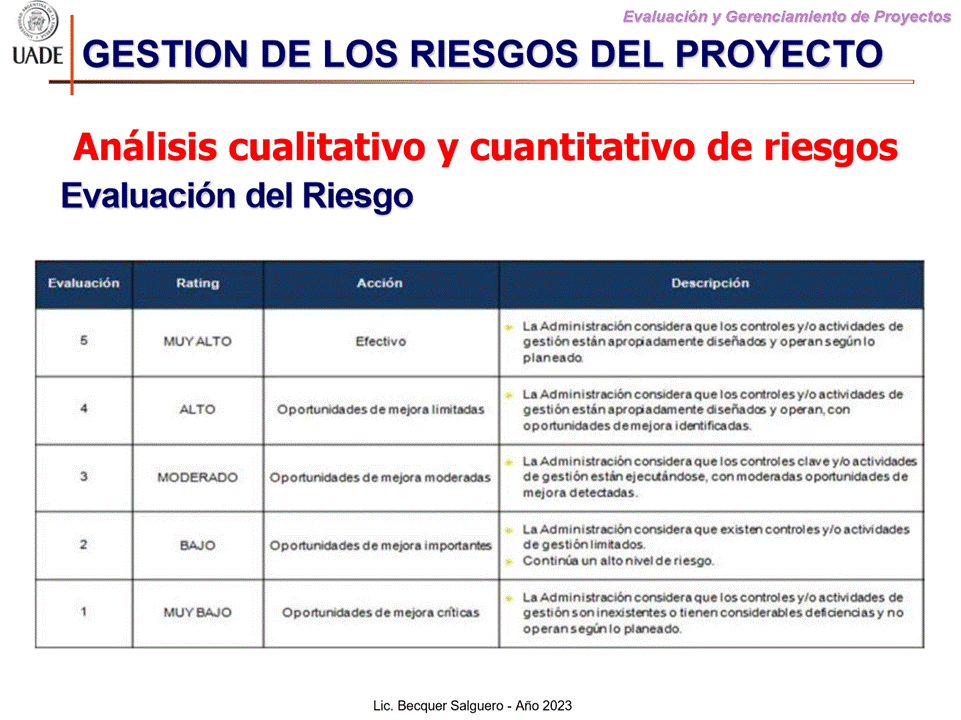 Evaluación y Gerenciamiento de Proyectos
UADE
GESTION DE LOS RIESGOS DEL PROYECTO
Análisis cualitativo y cuantitativo de riesgos
Evaluación del Riesgo
Evaluación Rating Acción Descripción
5 MUY ALTO Efectivo
La Administración considera que los controles y/o actividades de
gestión están apropiadamente diseñados y operan según lo
planeado.
4 ALTO Oportunidades de mejora limitadas
La Administración considera que los controles y/o actividades de
gestión están apropiadamente diseñados y operan, con
oportunidades de mejora identificadas.
3 MODERADO Oportunidades de mejora moderadas
La Administración considera que los controles clave y/o actividades
de gestión están ejecutándose, con moderadas oportunidades de
mejora detectadas.
2 BAJO Oportunidades de mejora importantes
La Administración considera que existen controles y/o actividades
de gestión limitados.
Continúa un alto nivel de riesgo.
1 MUY BAJO Oportunidades de mejora críticas
La Administración considera que los controles y/o actividades de
gestión son inexistentes o tienen considerables deficiencias y no
operan según lo planeado.
Lic. Becquer Salguero - Año 2023